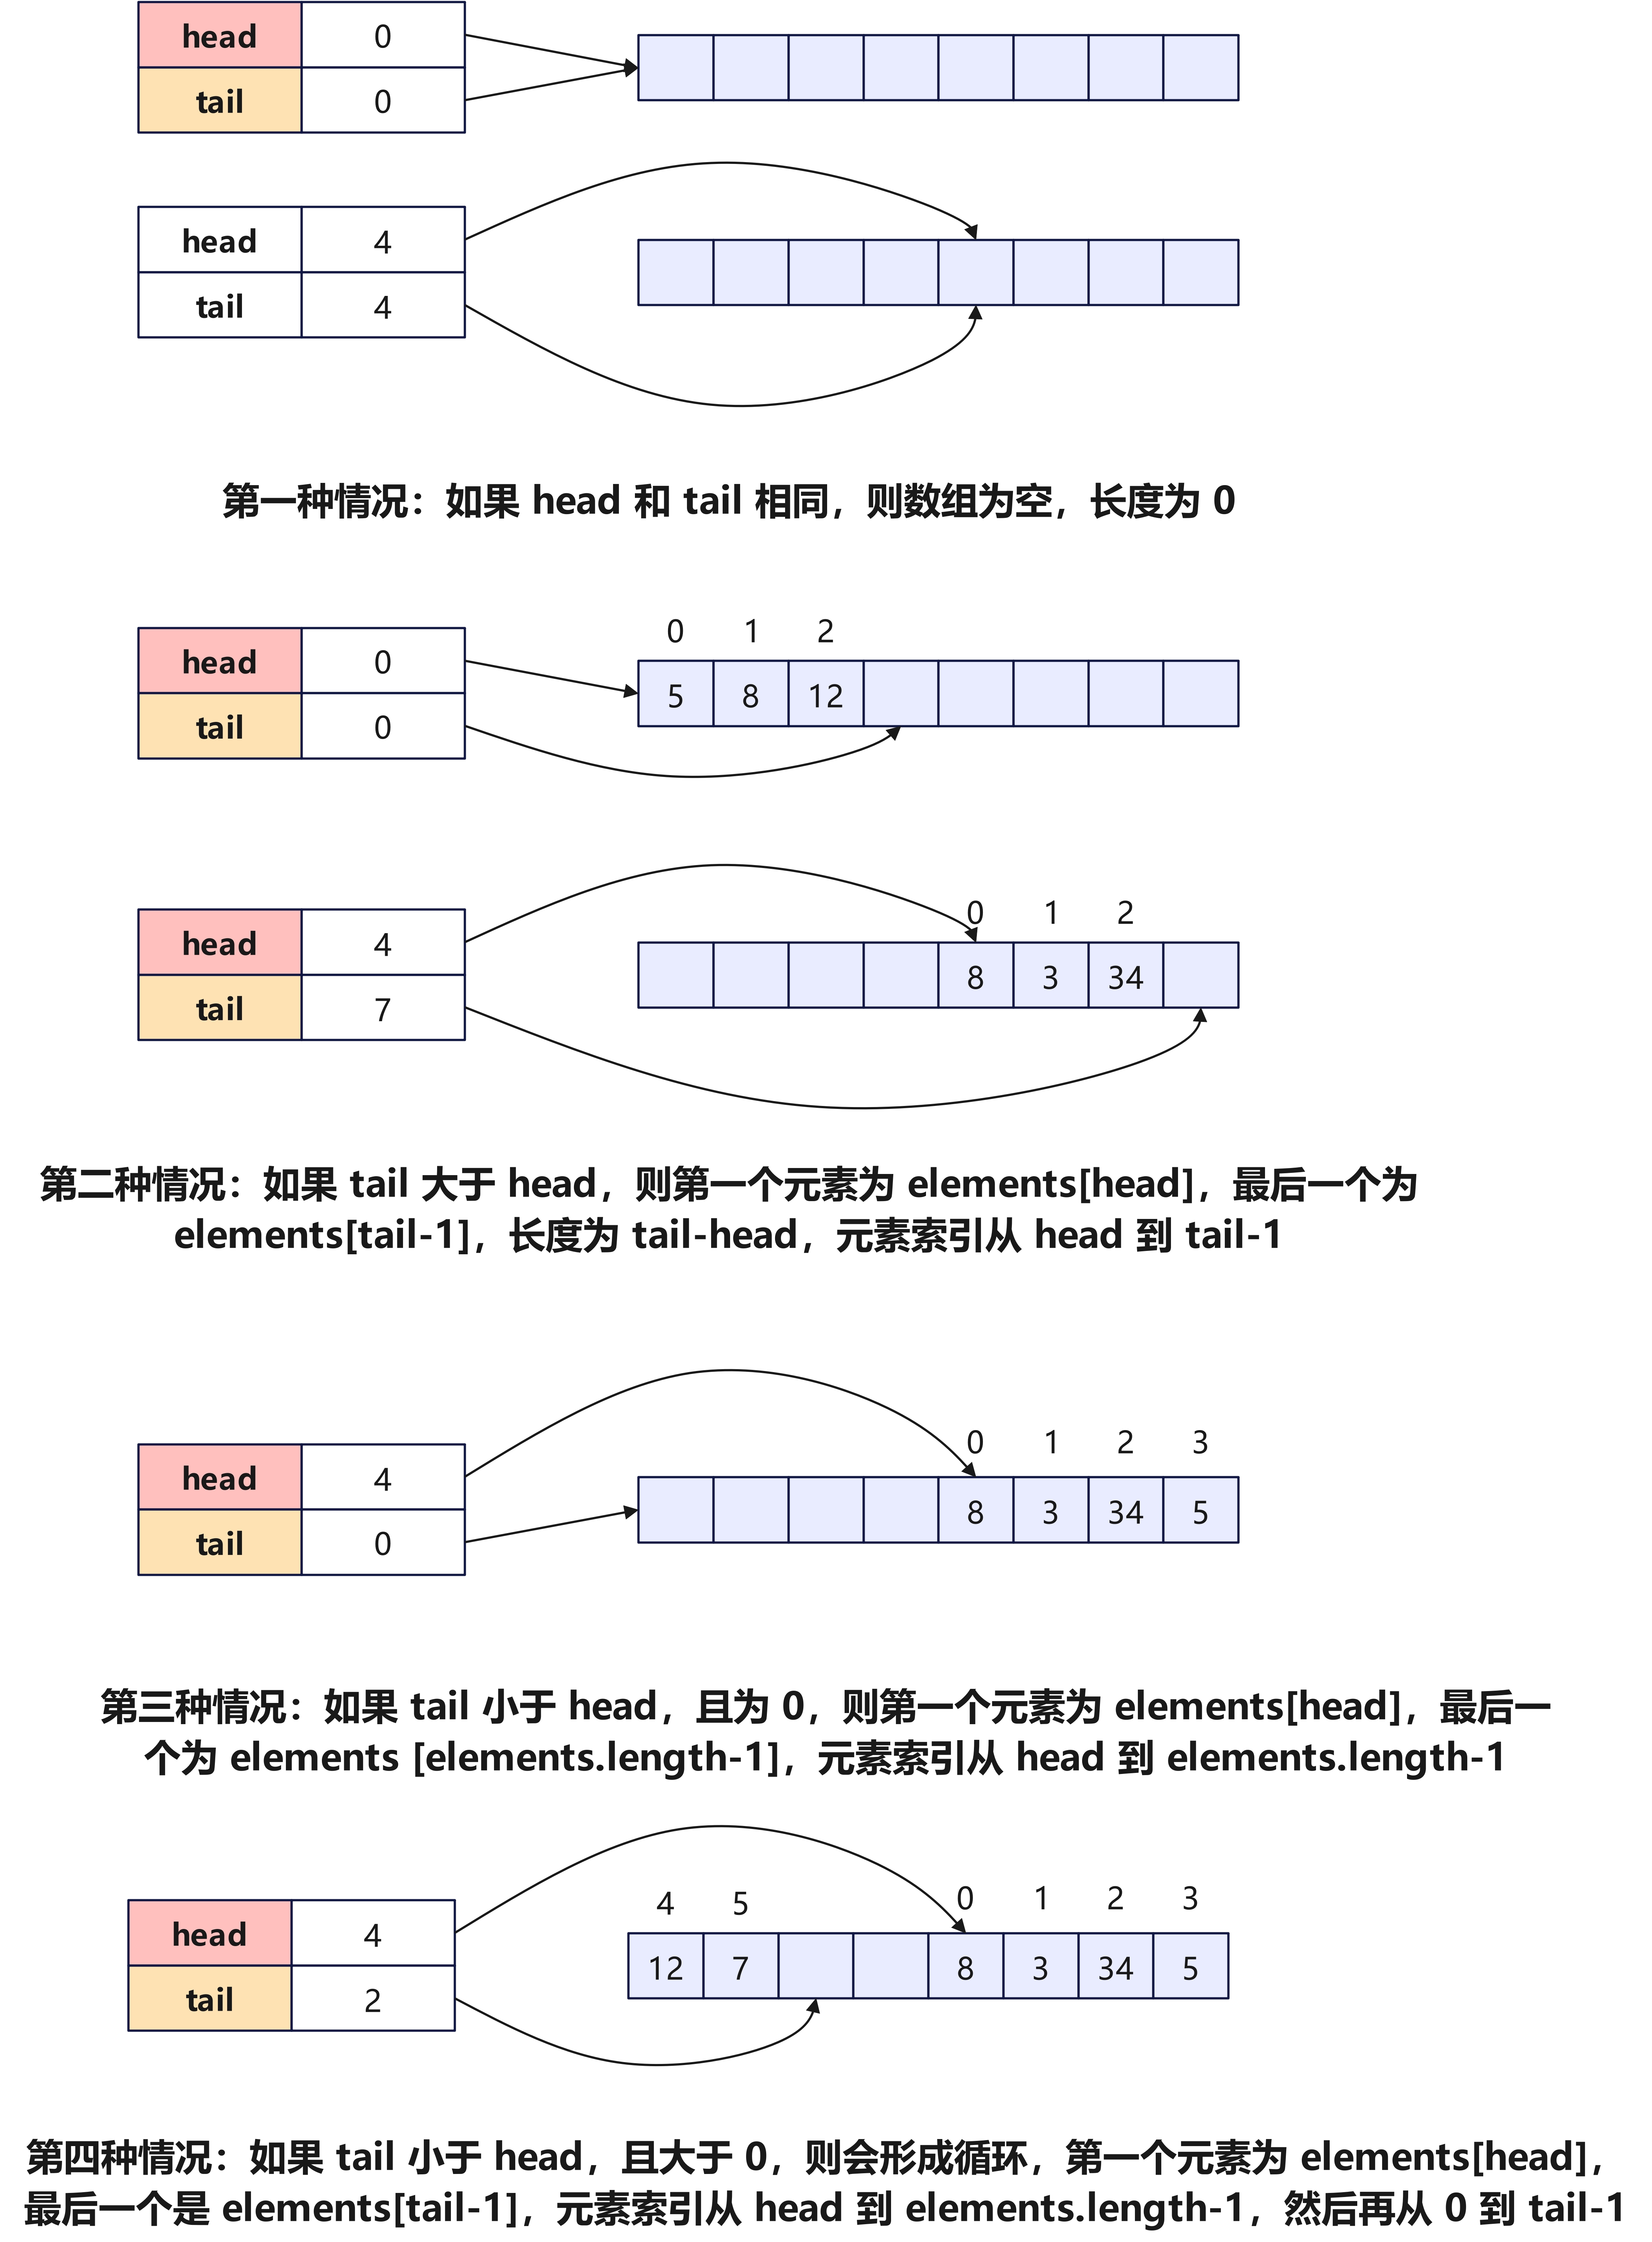 head 0
tail 0
head 4
tail 4
第一种情况：如果 head 和 tail 相同，则数组为空，长度为 0
0 1 2
head 0
5 8 12
tail 0
0 1 2
head 4
8 3 34
tail 7
第二种情况：如果 tail 大于 head，则第一个元素为 elements[head]，最后一个为
elements[tail-1]，长度为 tail-head，元素索引从 head 到 tail-1
0 1 2 3
head 4
8 3 34 5
tail 0
第三种情况：如果 tail 小于 head，且为 0，则第一个元素为 elements[head]，最后一
个为 elements [elements.length-1]，元素索引从 head 到 elements.length-1
4 5 0 1 2 3
head 4
12 7 8 3 34 5
tail 2
第四种情况：如果 tail 小于 head，且大于 0，则会形成循环，第一个元素为 elements[head]，
最后一个是 elements[tail-1]，元素索引从 head 到 elements.length-1，然后再从 0 到 tail-1